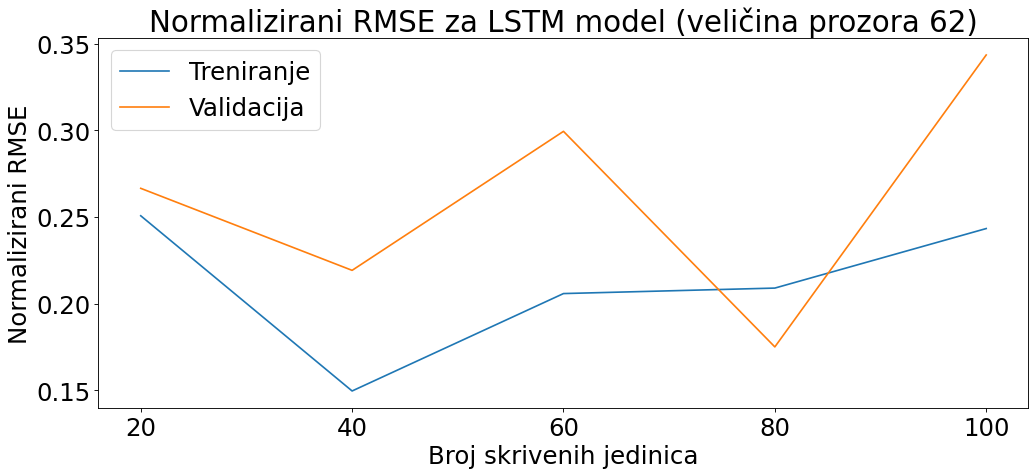 Normalizirani RMSE za LSTM model (veličina prozora 62)
Treniranje
Validacija
Normalizirani RMSE
0.35
0.30
0.25
0.20
0.15
20 40 60 80 100
Broj skrivenih jedinica